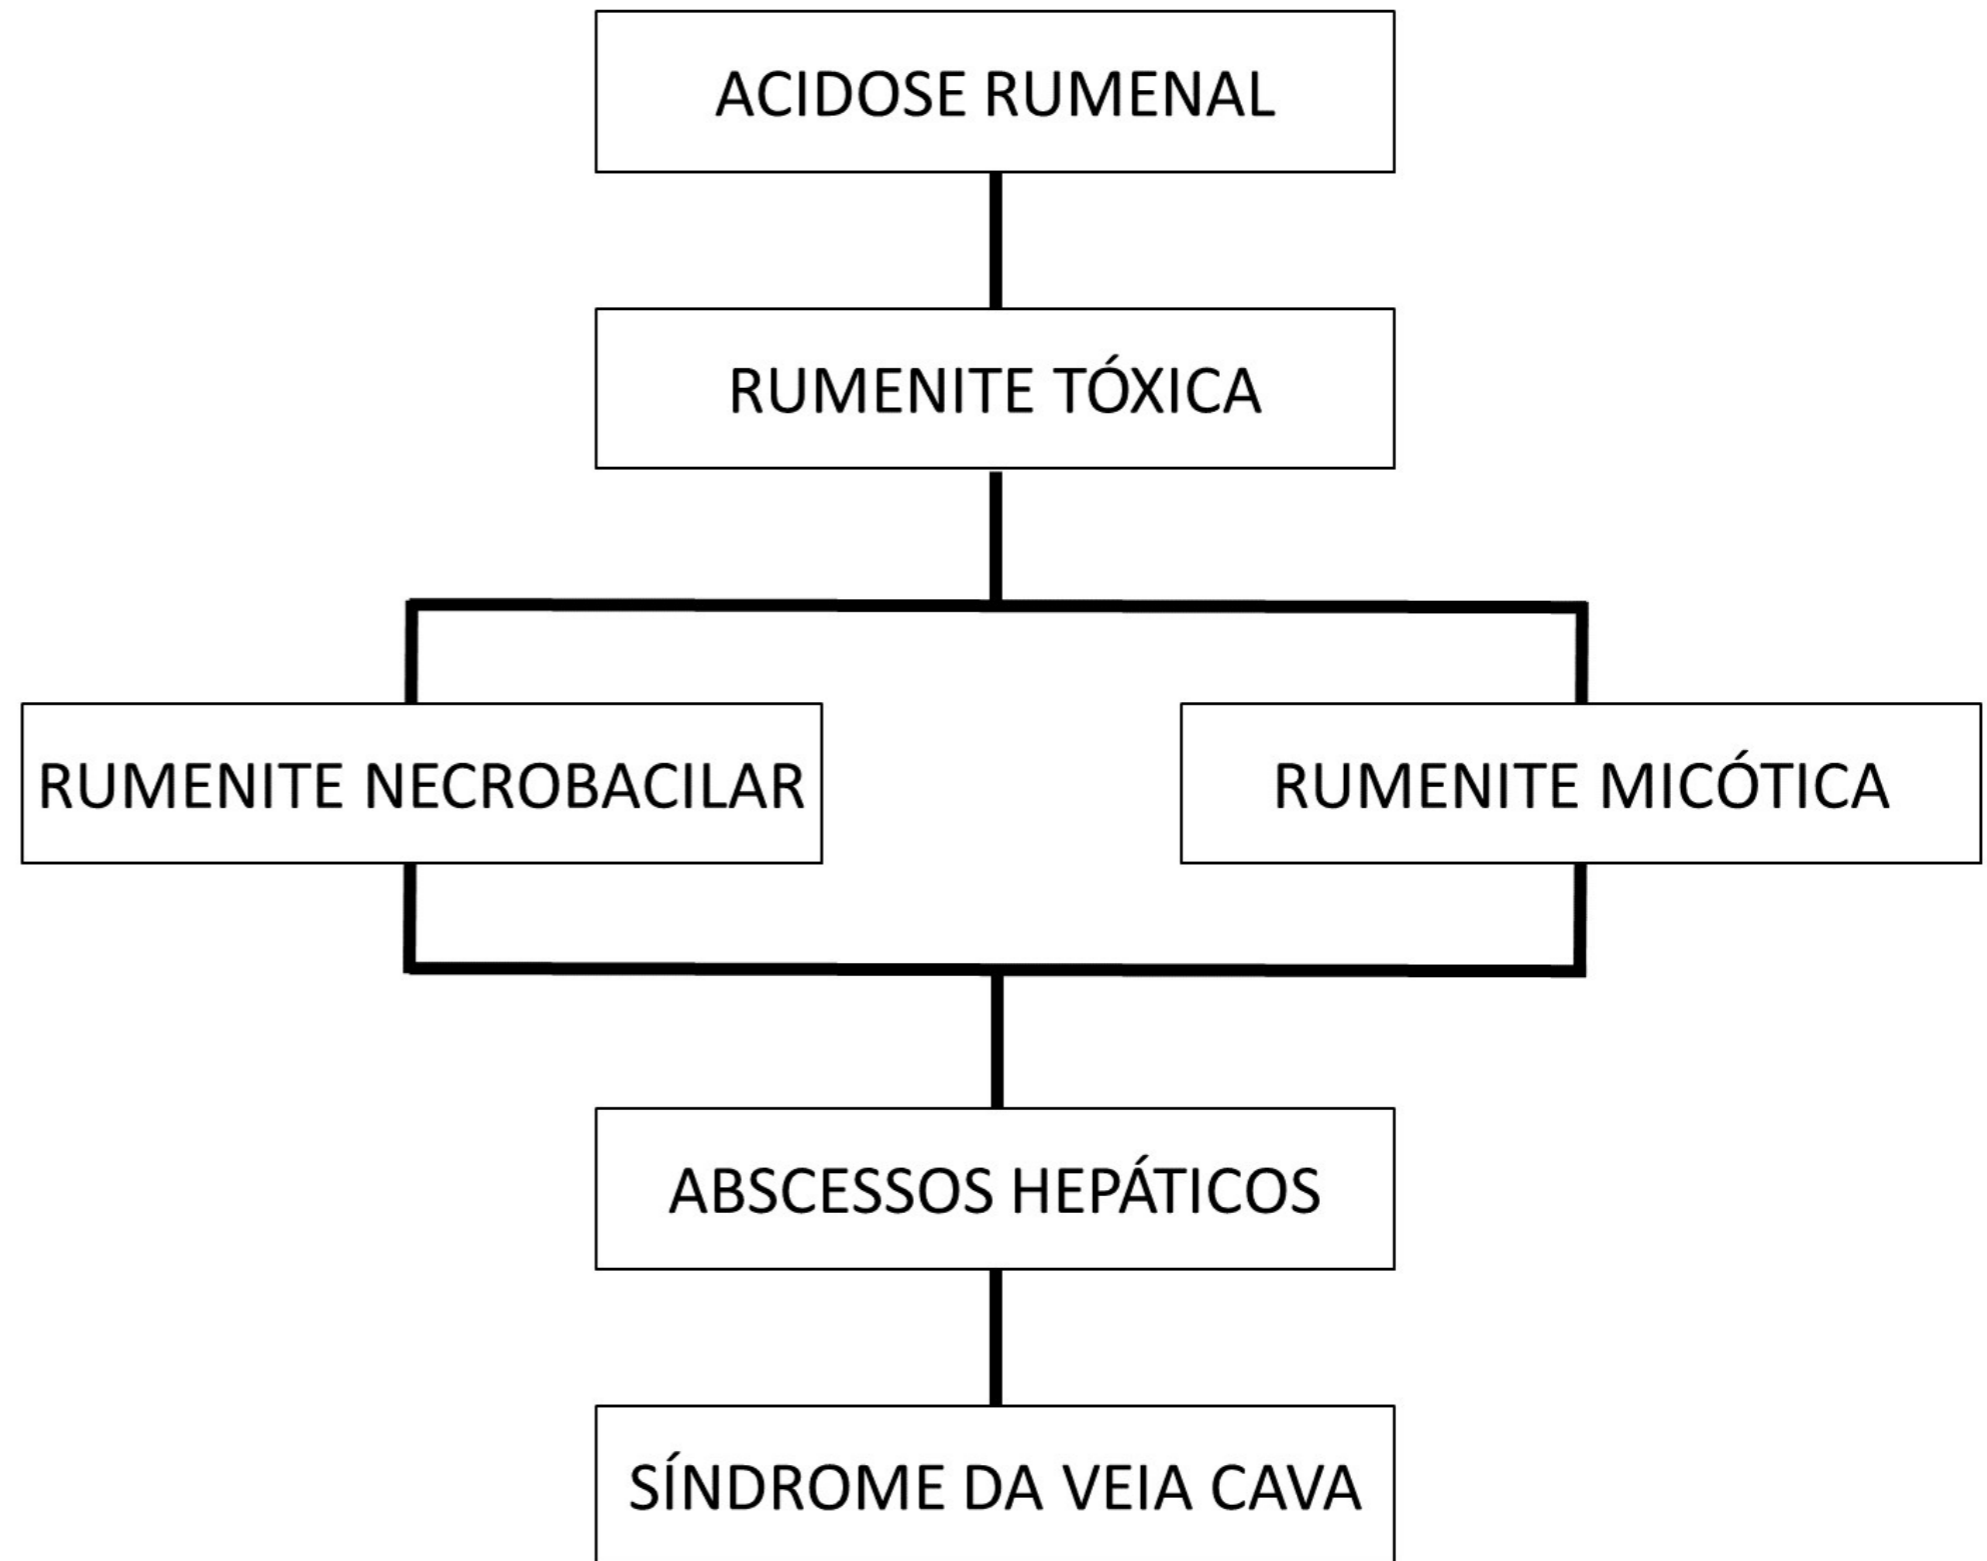 ACIDOSE RUMENAL
RUMENITE TÓXICA
RUMENITE NECROBACILAR
RUMENITE MICÓTICA
ABSCESSOS HEPÁTICOS
SÍNDROME DA VEIA CAVA